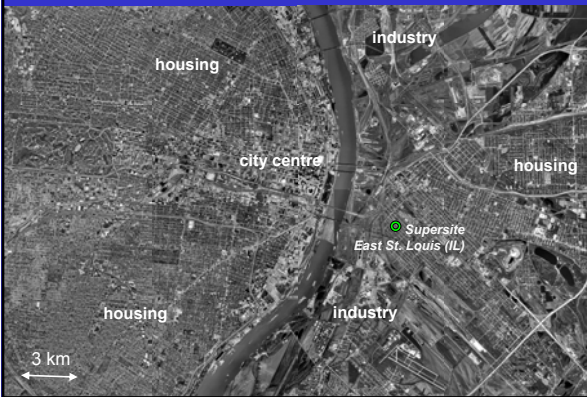 industry
housing
city centre
housing
Supersite
East St. Louis (IL)
housing
industry
3 km